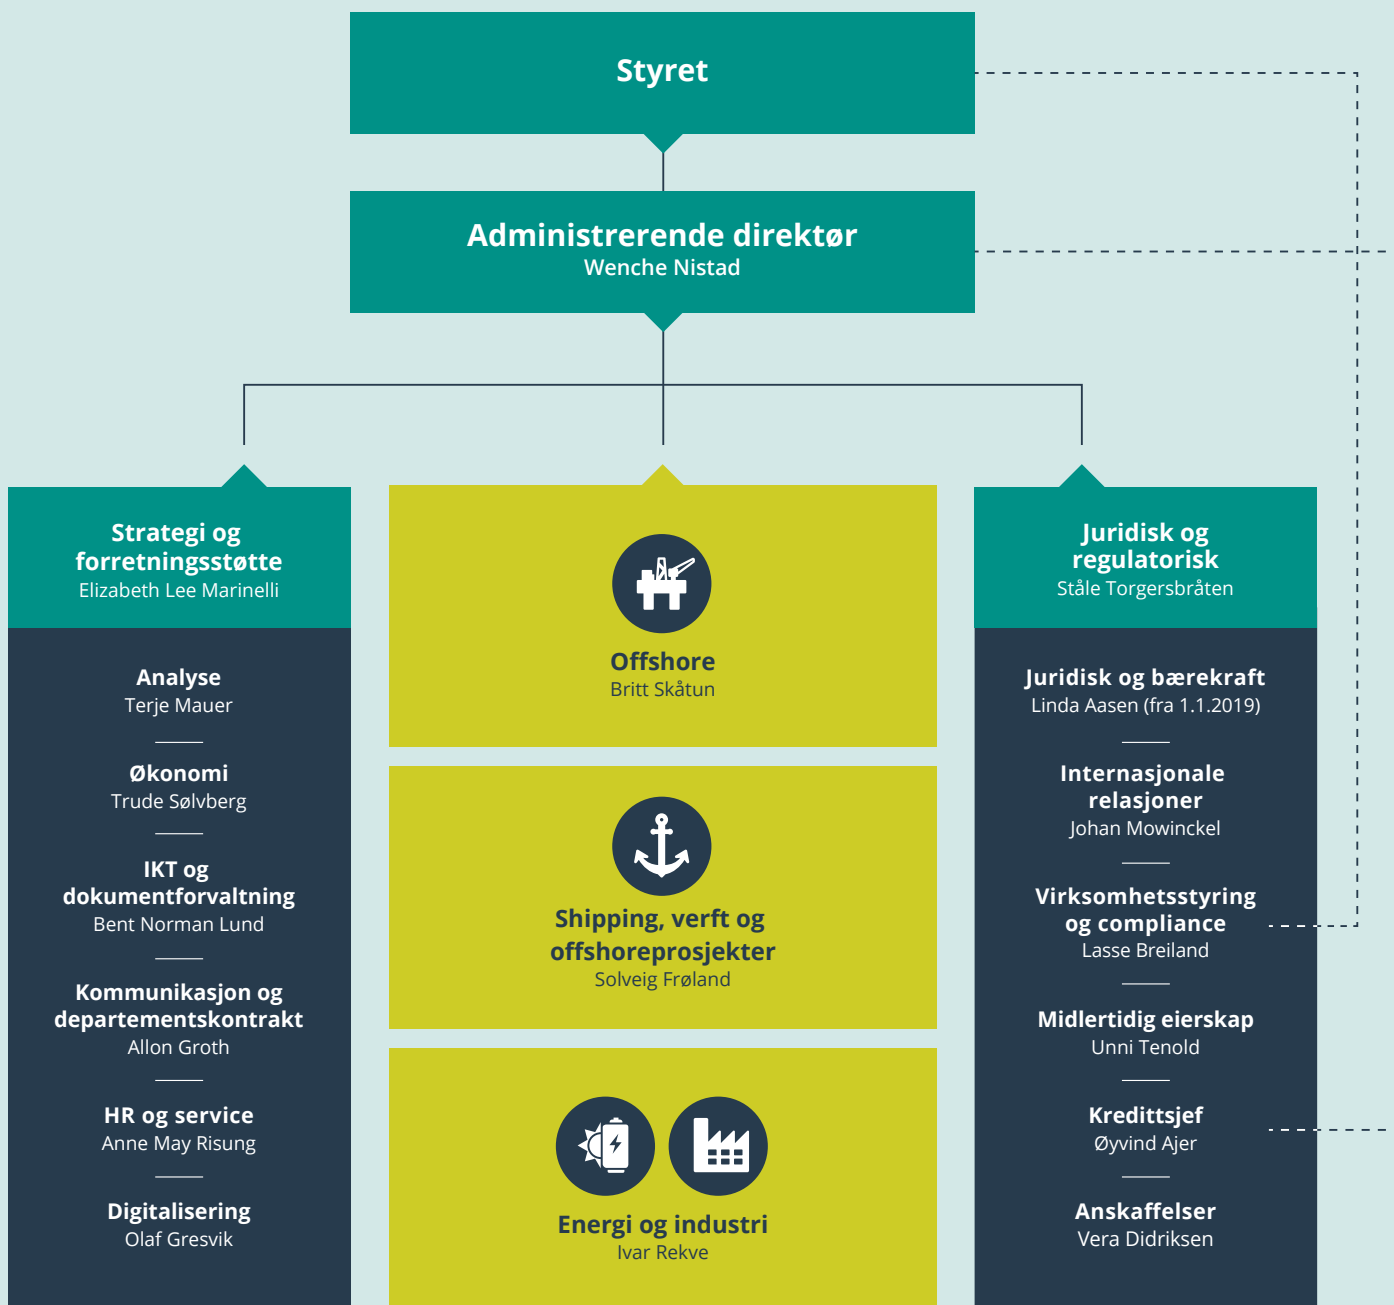 Styret
Administrerende direktør
Wenche Nistad
Strategi og
forretningsstøtte
Elizabeth Lee Marinelli
Analyse
Terje Mauer
Økonomi
Trude Sølvberg
IKT og
dokumentforvaltning
Bent Norman Lund
Kommunikasjon og
departementskontrakt
Allon Groth
HR og service
Anne May Risung
Digitalisering
Olaf Gresvik
Offshore
Britt Skåtun
Shipping, verft og
offshoreprosjekter
Solveig Frøland
Energi og industri
Ivar Rekve
Juridisk og
regulatorisk
Ståle Torgersbråten
Juridisk og bærekraft
Linda Aasen (fra 1.1.2019)
Internasjonale
relasjoner
Johan Mowinckel
Virksomhetsstyring
og compliance
Lasse Breiland
Midlertidig eierskap
Unni Tenold
Kredittsjef
Øyvind Ajer
Anskaffelser
Vera Didriksen